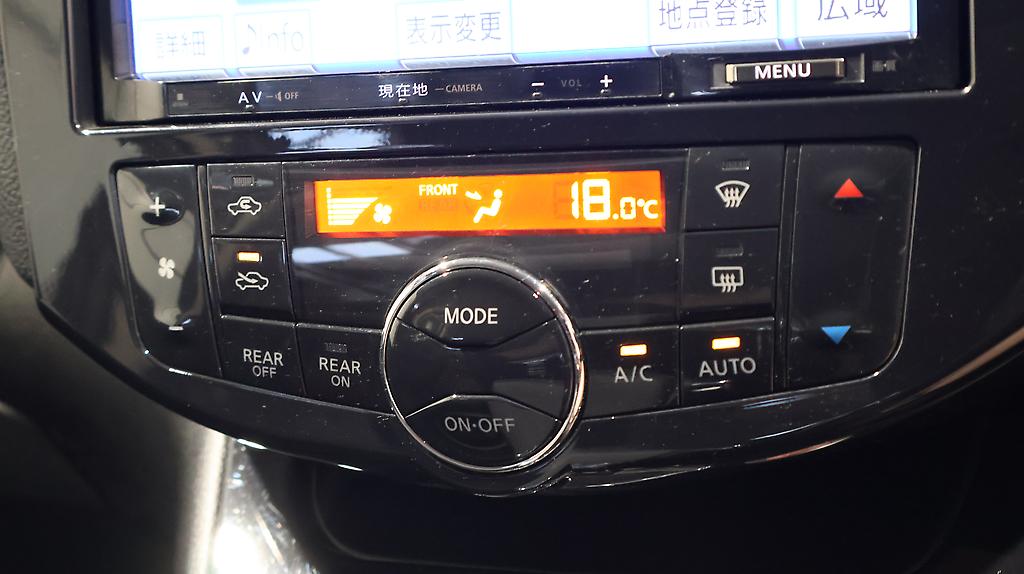 詳細 ♪Info 表示変更 地点登録 広域
AV OFF 現在地 CAMERA − VOL + MENU
+
−
FRONT
18.0℃
MODE
ON·OFF
REAR
OFF
REAR
ON
A/C
AUTO